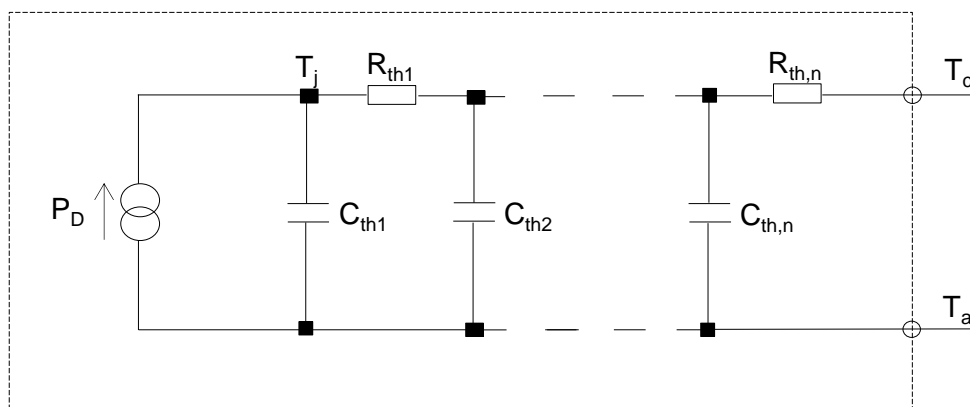 T_j R_th1 R_th,n T_c
P_D C_th1 C_th2 C_th,n
T_a